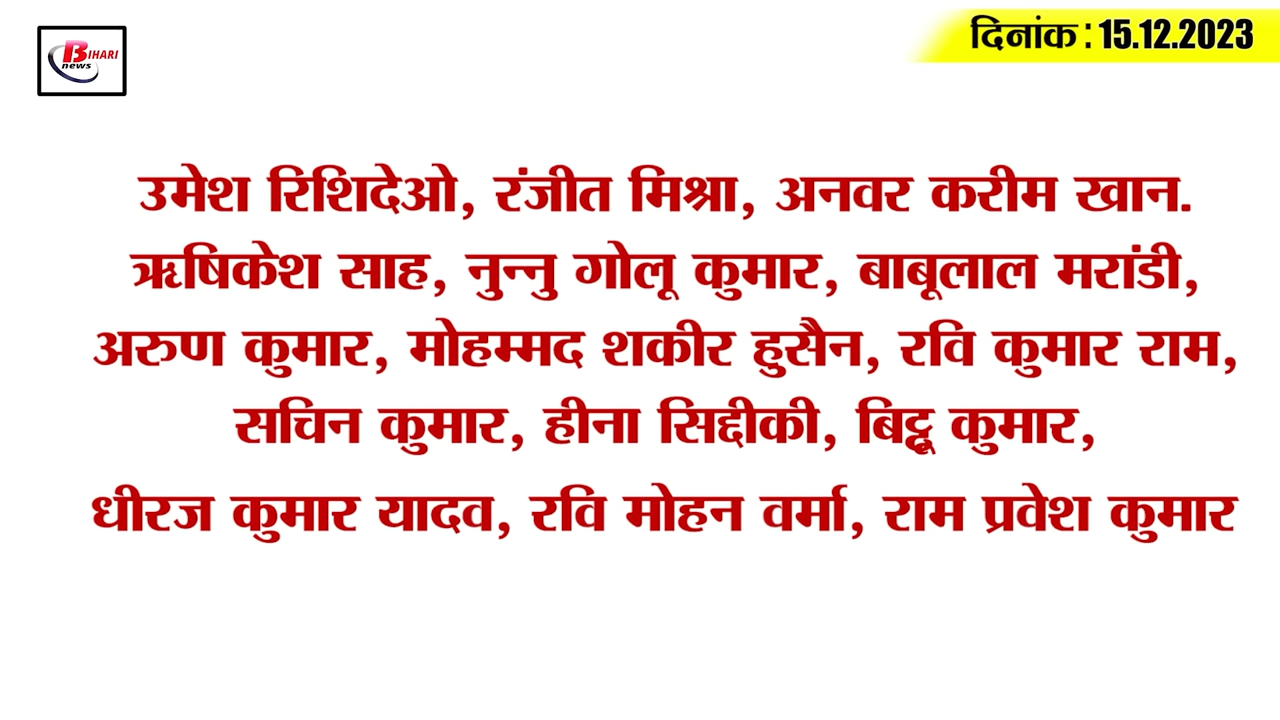 BIHARI
news
दिनांक : 15.12.2023
उमेश रिशिदेओ, रंजीत मिश्रा, अनवर करीम खान.
ऋषिकेश साह, नुन्नु गोलू कुमार, बाबूलाल मरांडी,
अरुण कुमार, मोहम्मद शकीर हुसैन, रवि कुमार राम,
सचिन कुमार, हीना सिद्दीकी, बिट्टू कुमार,
धीरज कुमार यादव, रवि मोहन वर्मा, राम प्रवेश कुमार